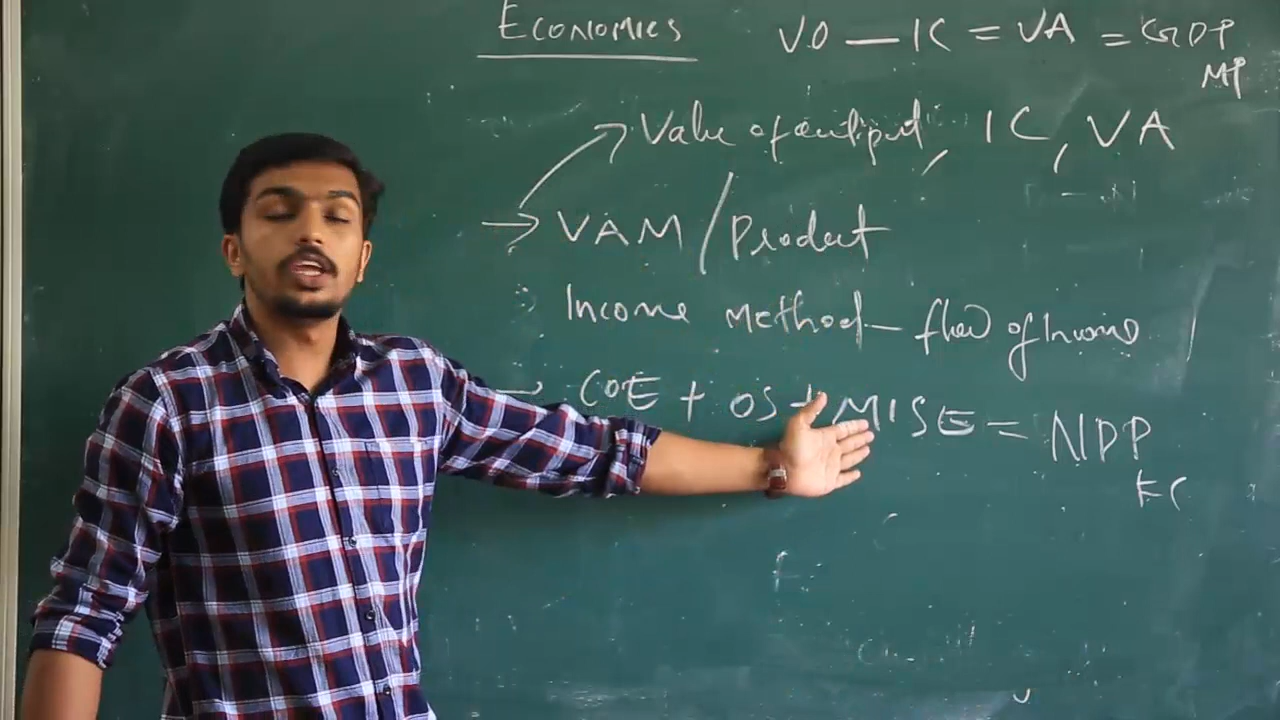 ECONOMICS
VO — IC = VA = GDP
MP
Value of output, IC, VA
→ VAM / Product
Income Method – flow of Income
→ COE + OS + MISE = NDP
FC